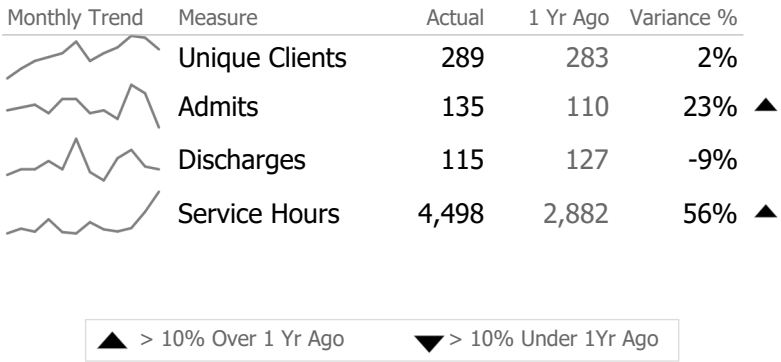 Monthly Trend Measure Actual 1 Yr Ago Variance %
Unique Clients 289 283 2%
Admits 135 110 23% ▲
Discharges 115 127 -9%
Service Hours 4,498 2,882 56% ▲
▲ > 10% Over 1 Yr Ago ▼ > 10% Under 1Yr Ago